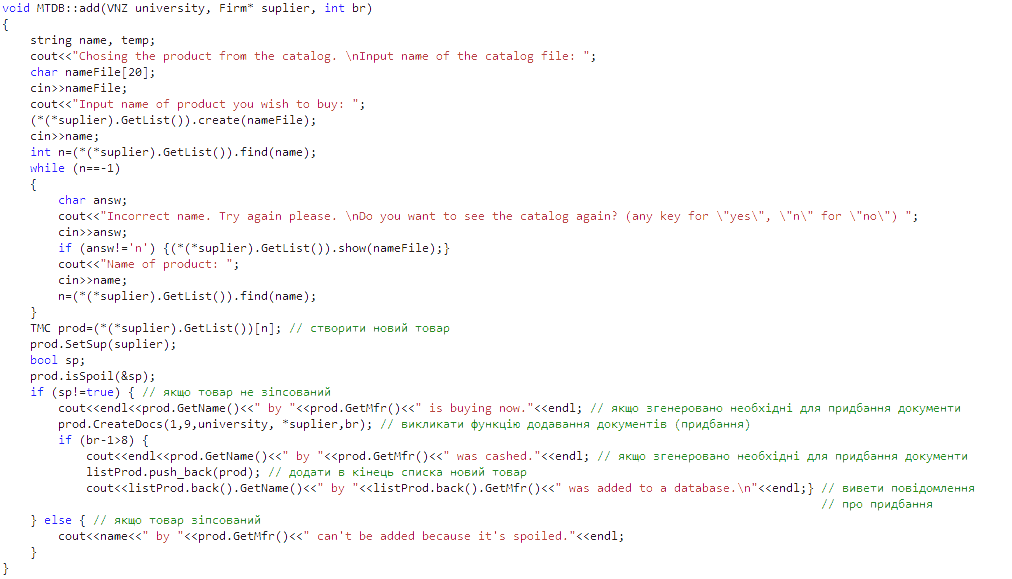 void MTDB::add(VNZ university, Firm* suplier, int br)
{
    string name, temp;
    cout<<"Chosing the product from the catalog. \nInput name of the catalog file: ";
    char nameFile[20];
    cin>>nameFile;
    cout<<"Input name of product you wish to buy: ";
    (*(*suplier).GetList()).create(nameFile);
    cin>>name;
    int n=(*(*suplier).GetList()).find(name);
    while (n==-1)
    {
        char answ;
        cout<<"Incorrect name. Try again please. \nDo you want to see the catalog again? (any key for \"yes\", \"n\" for \"no\") ";
        cin>>answ;
        if (answ!='n') {(*(*suplier).GetList()).show(nameFile);}
        cout<<"Name of product: ";
        cin>>name;
        n=(*(*suplier).GetList()).find(name);
    }
    TMC prod=(*(*suplier).GetList())[n]; // створити новий товар
    prod.SetSup(suplier);
    bool sp;
    prod.isSpoil(&sp);
    if (sp!=true) { // якщо товар не зіпсований
        cout<<endl<<prod.GetName()<<" by "<<prod.GetMfr()<<" is buying now."<<endl; // якщо згенеровано необхідні для придбання документи
        prod.CreateDocs(1,9,university, *suplier,br); // викликати функцію додавання документів (придбання)
        if (br-1>8) {
            cout<<endl<<prod.GetName()<<" by "<<prod.GetMfr()<<" was cashed."<<endl; // якщо згенеровано необхідні для придбання документи
            listProd.push_back(prod); // додати в кінець списка новий товар
            cout<<listProd.back().GetName()<<" by "<<listProd.back().GetMfr()<<" was added to a database.\n"<<endl;} // вивети повідомлення
                                                                                                                     // про придбання
    } else { // якщо товар зіпсований
        cout<<name<<" by "<<prod.GetMfr()<<" can't be added because it's spoiled."<<endl;
    }
}